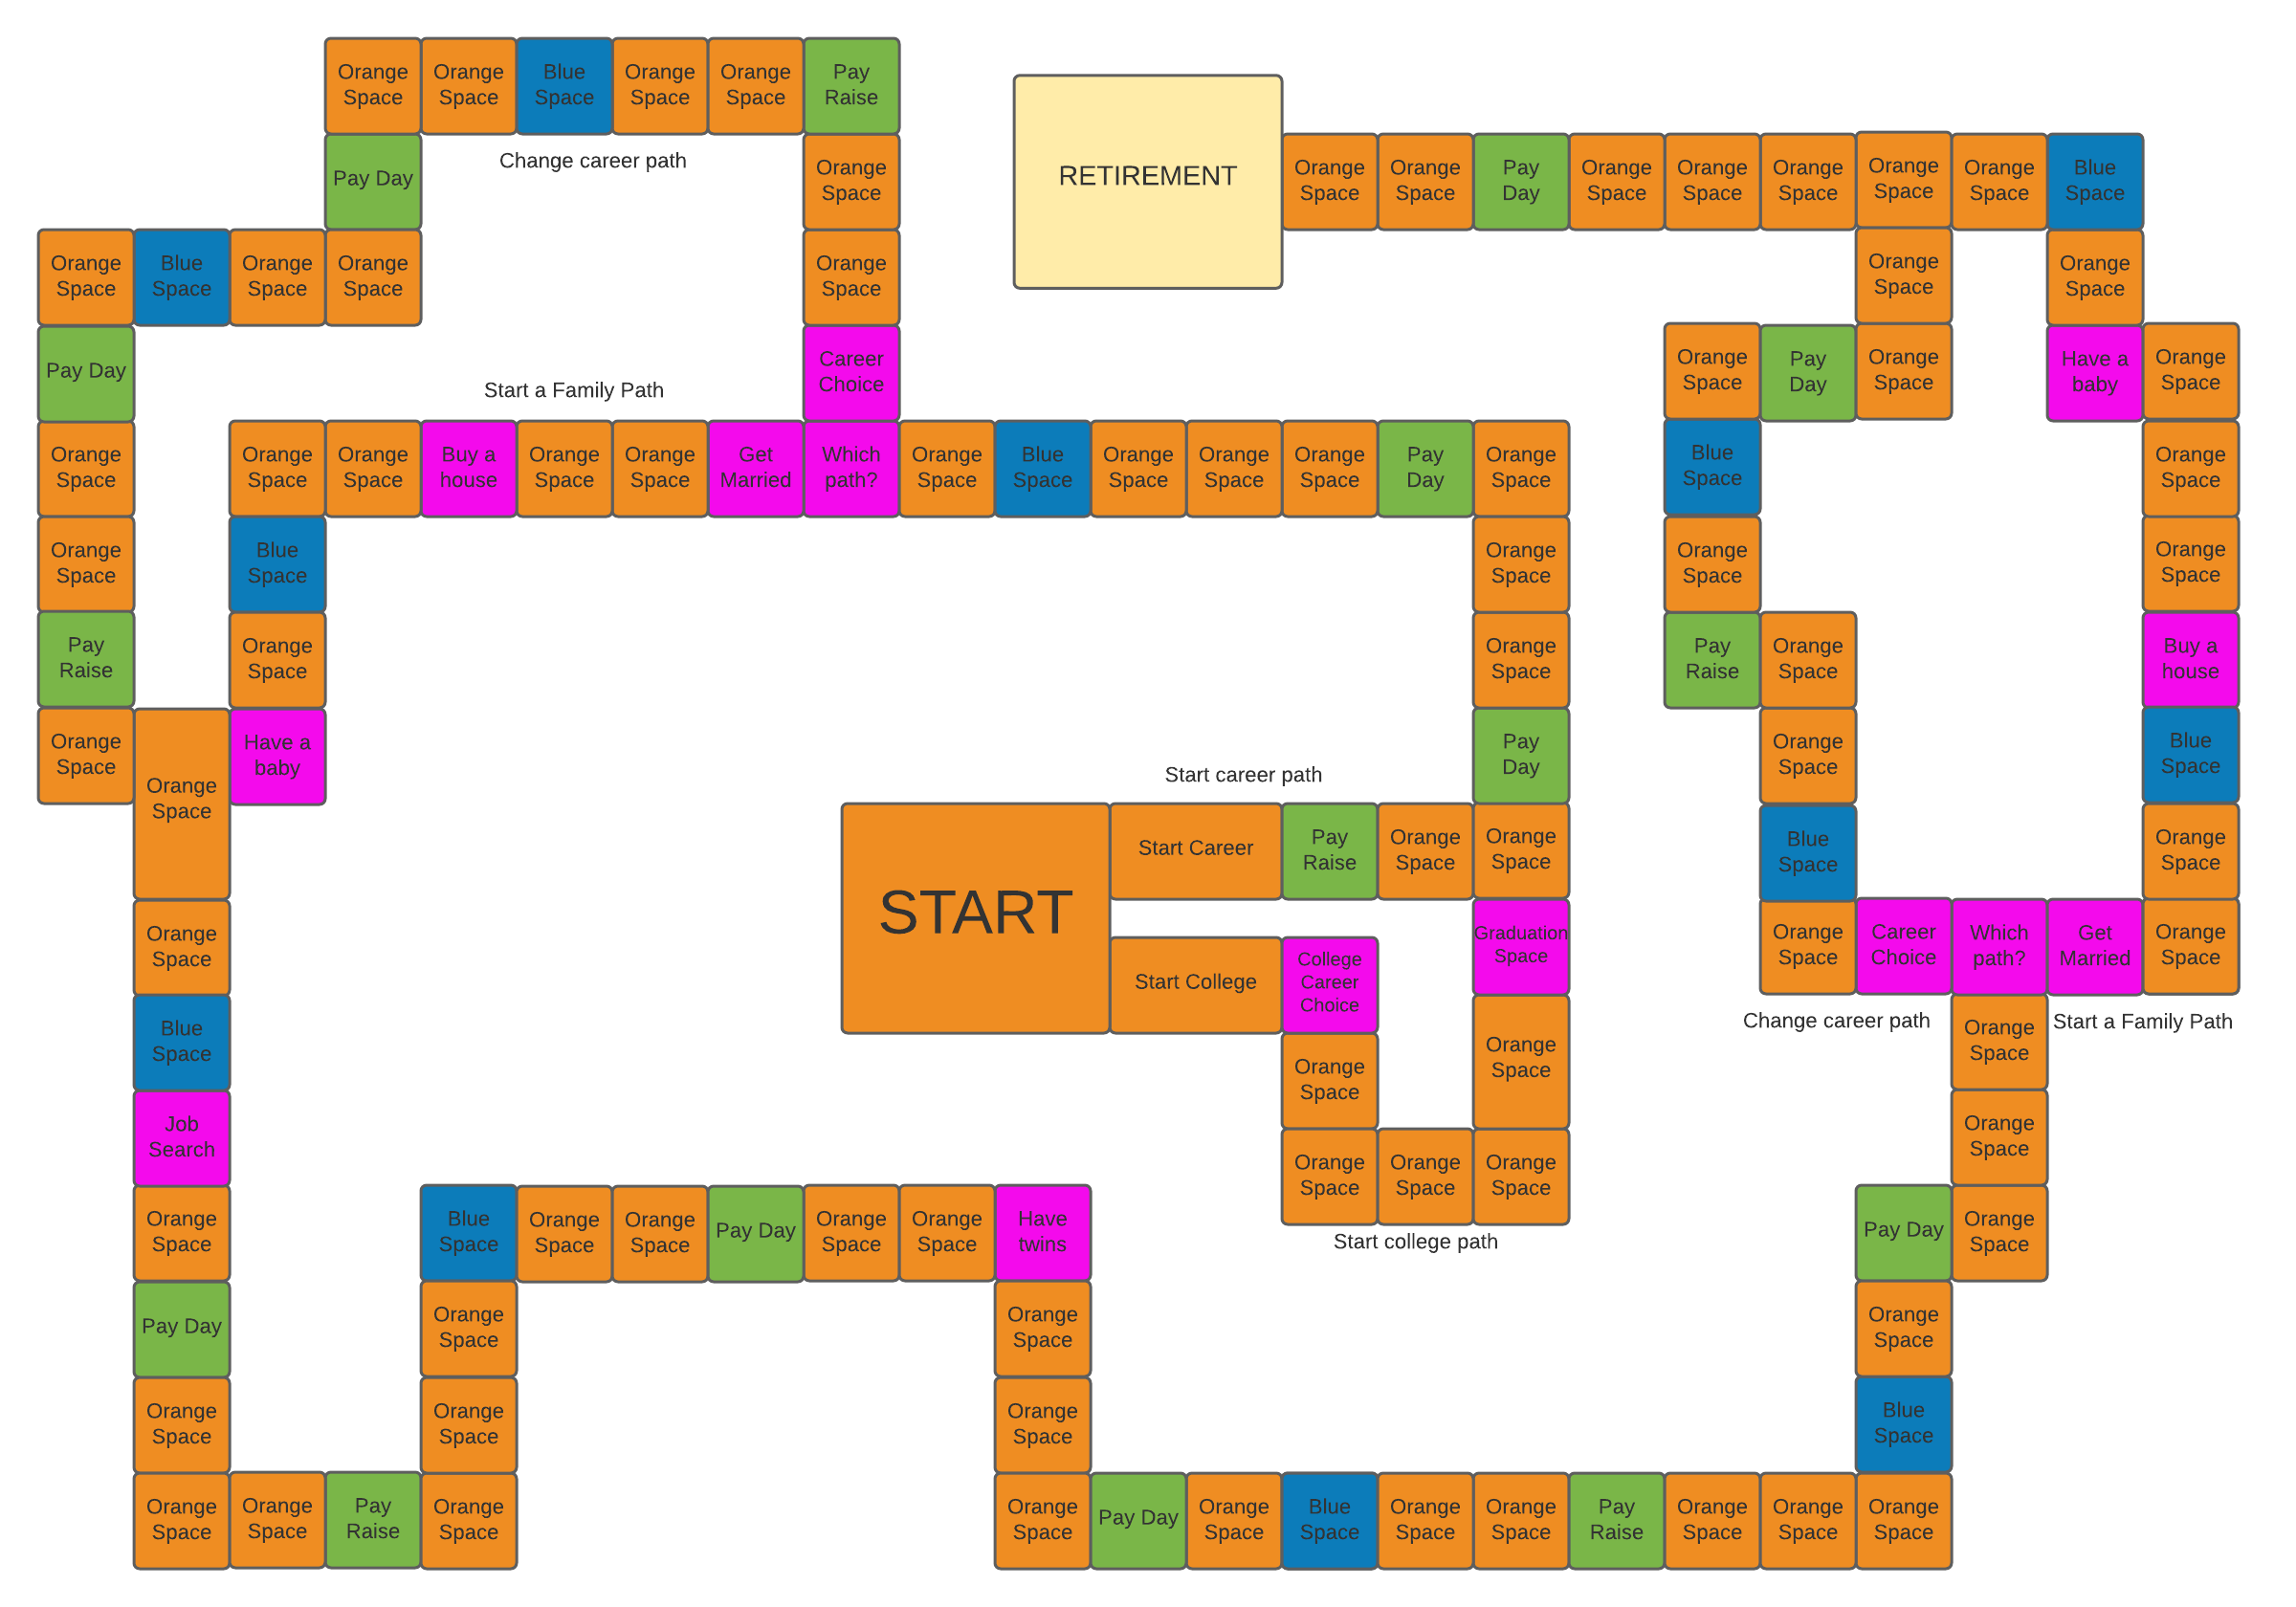 Orange Orange Blue Orange Orange Pay
Space Space Space Space Space Raise
Change career path
Pay Day
Orange
Space
RETIREMENT
Orange Orange Pay Orange Orange Orange Orange Orange Blue
Space Space Day Space Space Space Space Space Space
Orange Blue Orange Orange
Space Space Space Space
Orange
Space
Orange
Space
Orange
Space
Pay Day
Start a Family Path
Career
Choice
Orange Pay Orange
Space Day Space
Have a
baby
Orange
Space
Orange
Space
Orange Orange Buy a Orange Orange Get Which Orange Blue Orange Orange Orange Pay Orange
Space Space house Space Space Married path? Space Space Space Space Space Day Space
Blue
Space
Orange
Space
Orange
Space
Blue
Space
Orange
Space
Orange
Space
Orange
Space
Pay
Raise
Orange
Space
Orange
Space
Pay Orange
Raise Space
Buy a
house
Orange
Space
Orange
Space
Have a
baby
Pay
Day
Orange
Space
Blue
Space
Start career path
START
Start Career
Pay Orange Orange
Raise Space Space
Blue
Space
Orange
Space
Orange
Space
Graduation
Space
Orange Career Which Get Orange
Space Choice path? Married Space
Start College
College
Career
Choice
Change career path
Start a Family Path
Blue
Space
Orange
Space
Orange
Space
Orange
Space
Job
Search
Orange Orange Orange
Space Space Space
Orange
Space
Start college path
Orange
Space
Blue Orange Orange Pay Day Orange Orange Have
Space Space Space Space Space twins
Pay Day
Orange
Space
Pay Day
Orange
Space
Orange
Space
Orange
Space
Orange
Space
Orange
Space
Orange
Space
Blue
Space
Orange Orange Pay Orange
Space Space Raise Space
Orange Pay Day Orange Blue Orange Orange Pay Orange Orange Orange
Space Space Space Space Space Raise Space Space Space